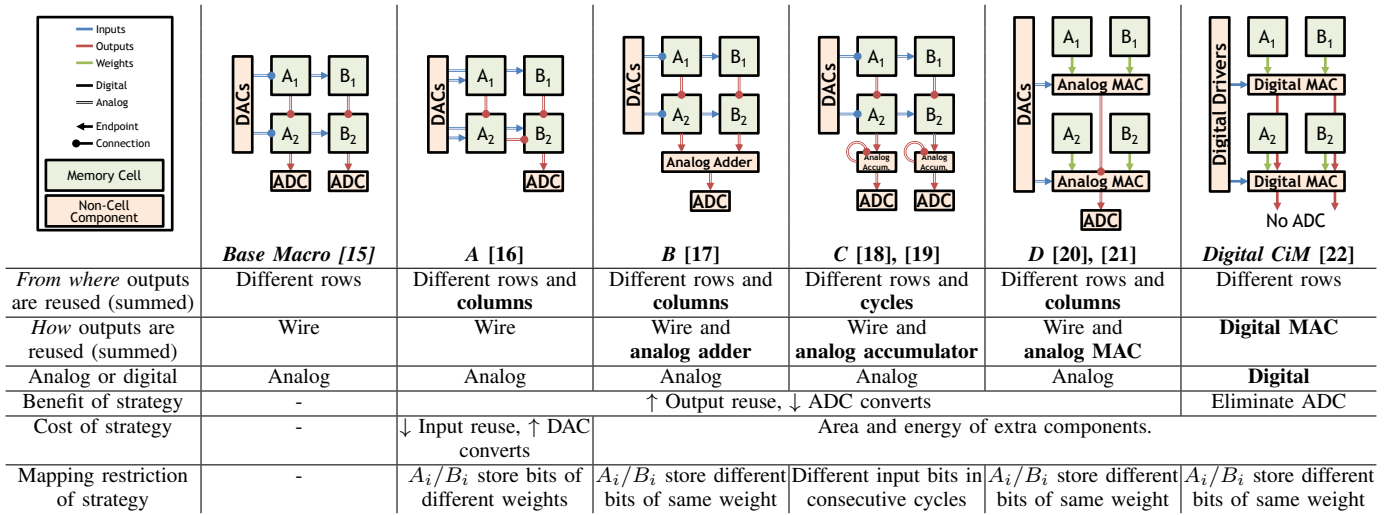 Inputs
Outputs
Weights
Digital
Analog
Endpoint
Connection
Memory Cell
Non-Cell
Component
DACs
A1
B1
A2
B2
ADC
ADC
DACs
A1
B1
A2
B2
ADC
DACs
A1
B1
A2
B2
Analog Adder
ADC
DACs
A1
B1
A2
B2
Analog
Accum.
Analog
Accum.
ADC
ADC
DACs
A1
B1
Analog MAC
A2
B2
Analog MAC
ADC
Digital Drivers
A1
B1
Digital MAC
A2
B2
Digital MAC
No ADC
Base Macro [15] A [16] B [17] C [18], [19] D [20], [21] Digital CiM [22]
From where outputs
are reused (summed)
Different rows
Different rows and
columns
Different rows and
columns
Different rows and
cycles
Different rows and
columns
Different rows
How outputs are
reused (summed)
Wire
Wire
Wire and
analog adder
Wire and
analog accumulator
Wire and
analog MAC
Digital MAC
Analog or digital Analog Analog Analog Analog Analog Digital
Benefit of strategy - ↑ Output reuse, ↓ ADC converts Eliminate ADC
Cost of strategy
-
↓ Input reuse, ↑ DAC
converts
Area and energy of extra components.
Mapping restriction
of strategy
-
Ai/Bi store bits of
different weights
Ai/Bi store different
bits of same weight
Different input bits in
consecutive cycles
Ai/Bi store different
bits of same weight
Ai/Bi store different
bits of same weight